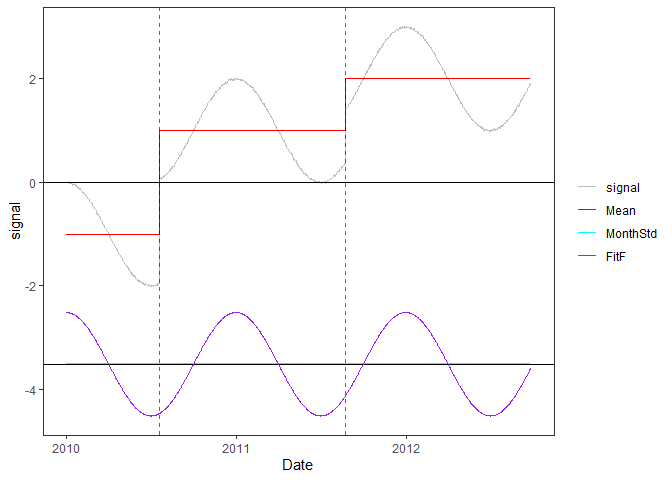 2
0
-2
-4
signal
2010
2011
2012
Date
signal
Mean
MonthStd
FitF